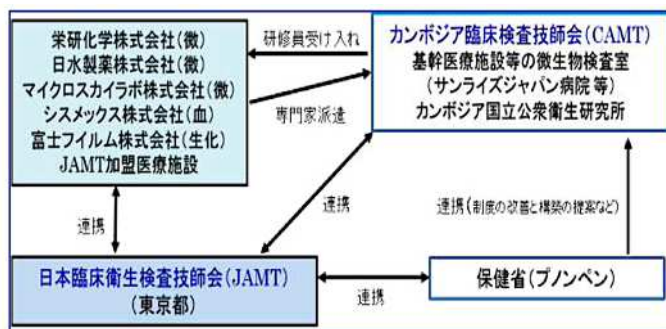 栄研化学株式会社(微)
日水製薬株式会社(微)
マイクロスカイラボ株式会社(微)
シスメックス株式会社(血)
富士フイルム株式会社(生化)
JAMT加盟医療施設
研修員受け入れ
専門家派遣
カンボジア臨床検査技師会(CAMT)
基幹医療施設等の微生物検査室
(サンライズジャパン病院 等)
カンボジア国立公衆衛生研究所
連携
連携
連携(制度の改善と構築の提案など)
日本臨床衛生検査技師会(JAMT)
(東京都)
連携
保健省(プノンペン)